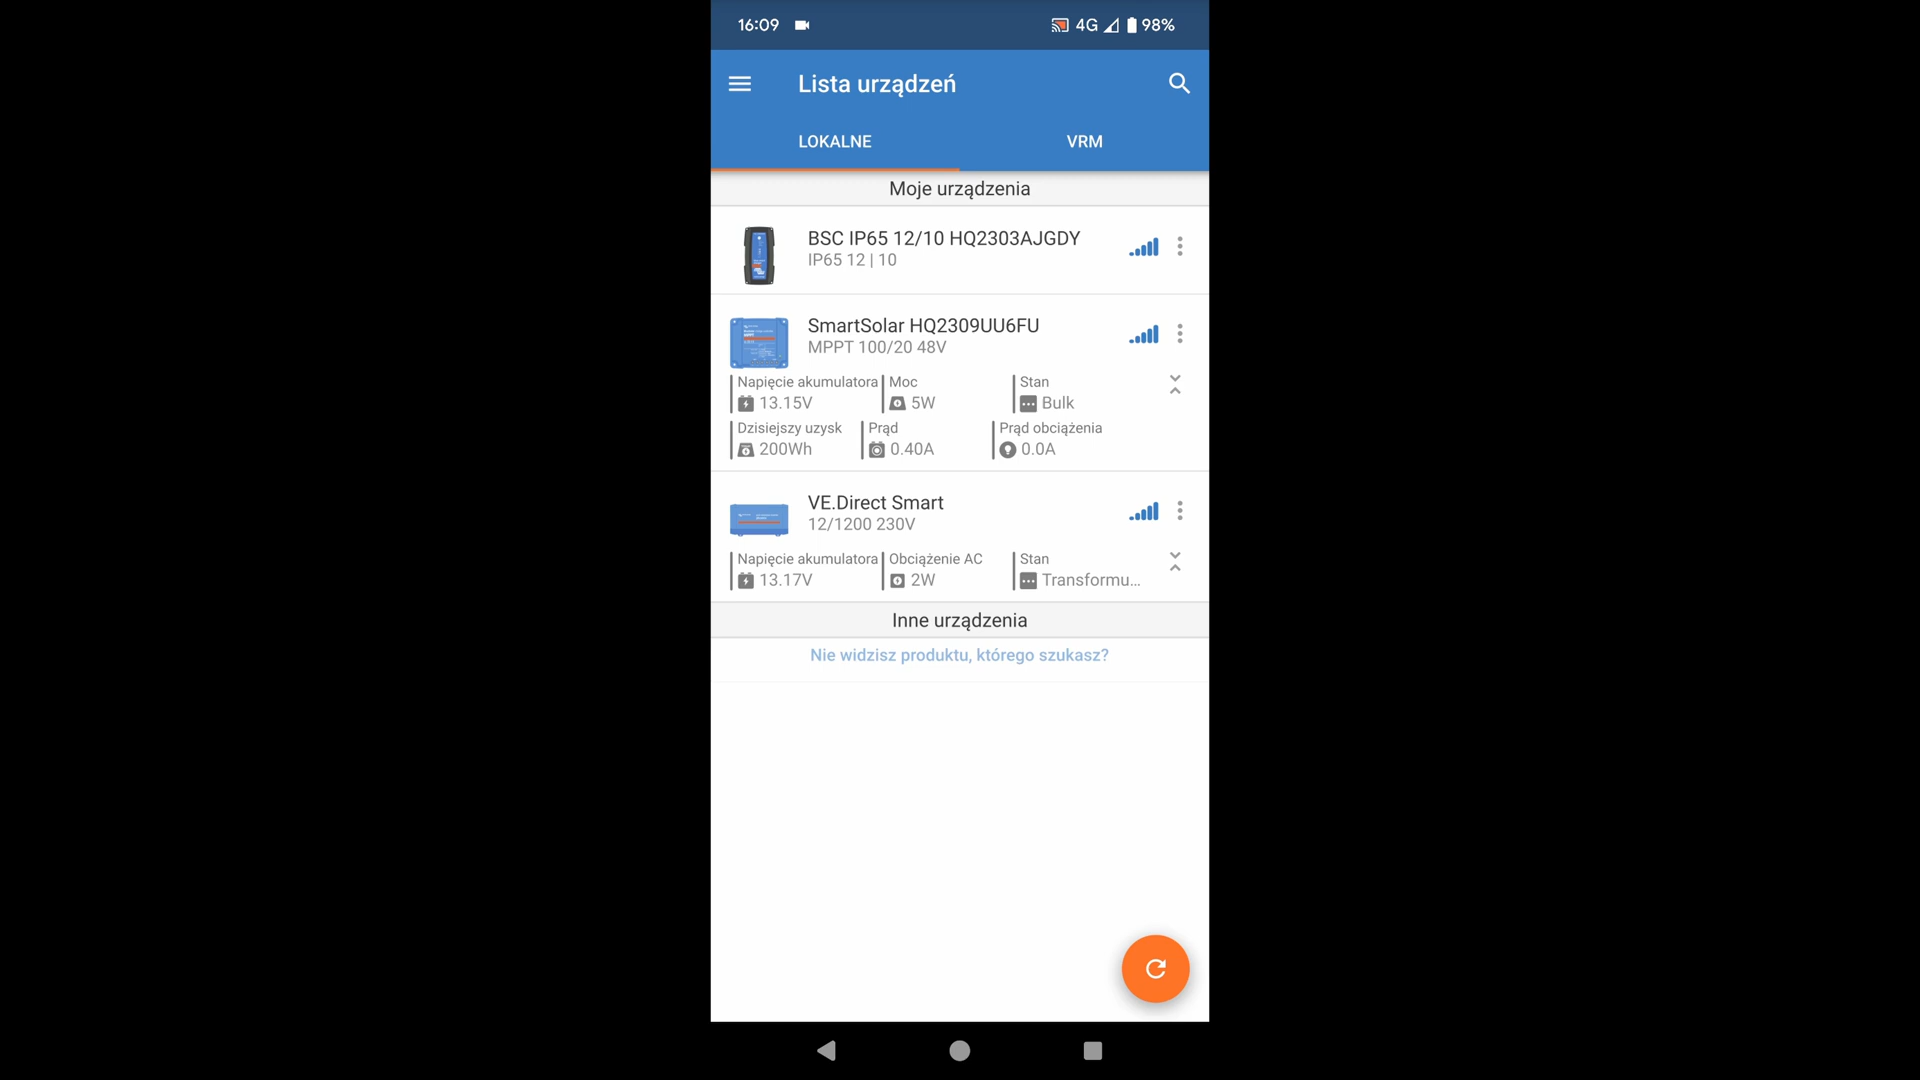 16:09 4G 98%
Lista urządzeń
LOKALNE VRM
Moje urządzenia
BSC IP65 12/10 HQ2303AJGDY
IP65 12 | 10
SmartSolar HQ2309UU6FU
MPPT 100/20 48V
Napięcie akumulatora Moc Stan
13.15V 5W Bulk
Dzisiejszy uzysk Prąd Prąd obciążenia
200Wh 0.40A 0.0A
VE.Direct Smart
12/1200 230V
Napięcie akumulatora Obciążenie AC Stan
13.17V 2W Transformu...
Inne urządzenia
Nie widzisz produktu, którego szukasz?